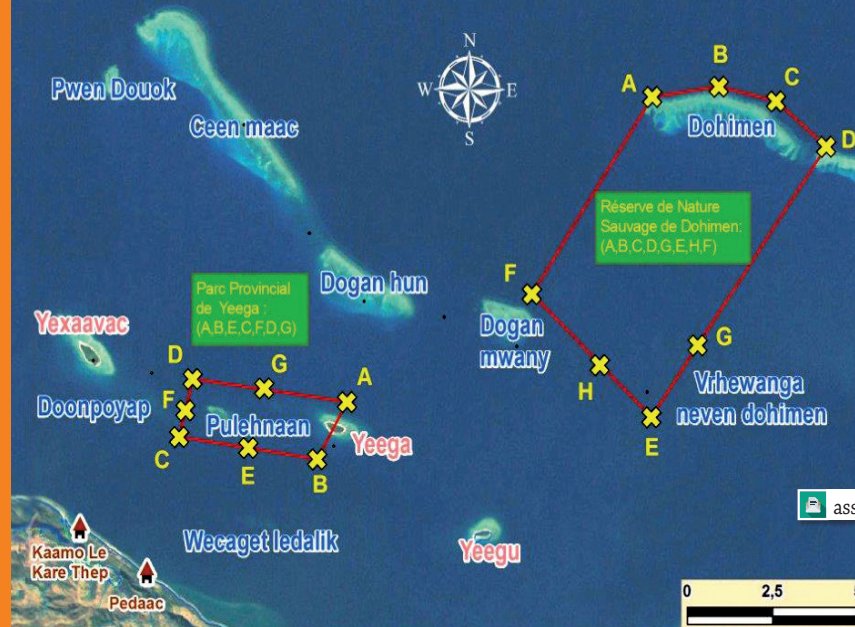 N
W E
S
Pwen Douok
Ceen maac
A
B
C
D
Dohimen
Réserve de Nature
Sauvage de Dohimen:
(A,B,C,D,G,E,H,F)
F
Dogan hun
Parc Provincial
de Yeega :
(A,B,E,C,F,D,G)
Yexaavac
Dogan
mwany
G
H
D
G
A
Vrhewanga
neven dohimen
Doonpoyap
F
Pulehnaan
Yeega
E
C
E
B
Wecaget ledalik
Yeegu
Kaamo Le
Kare Thep
Pedaac
0 2,5